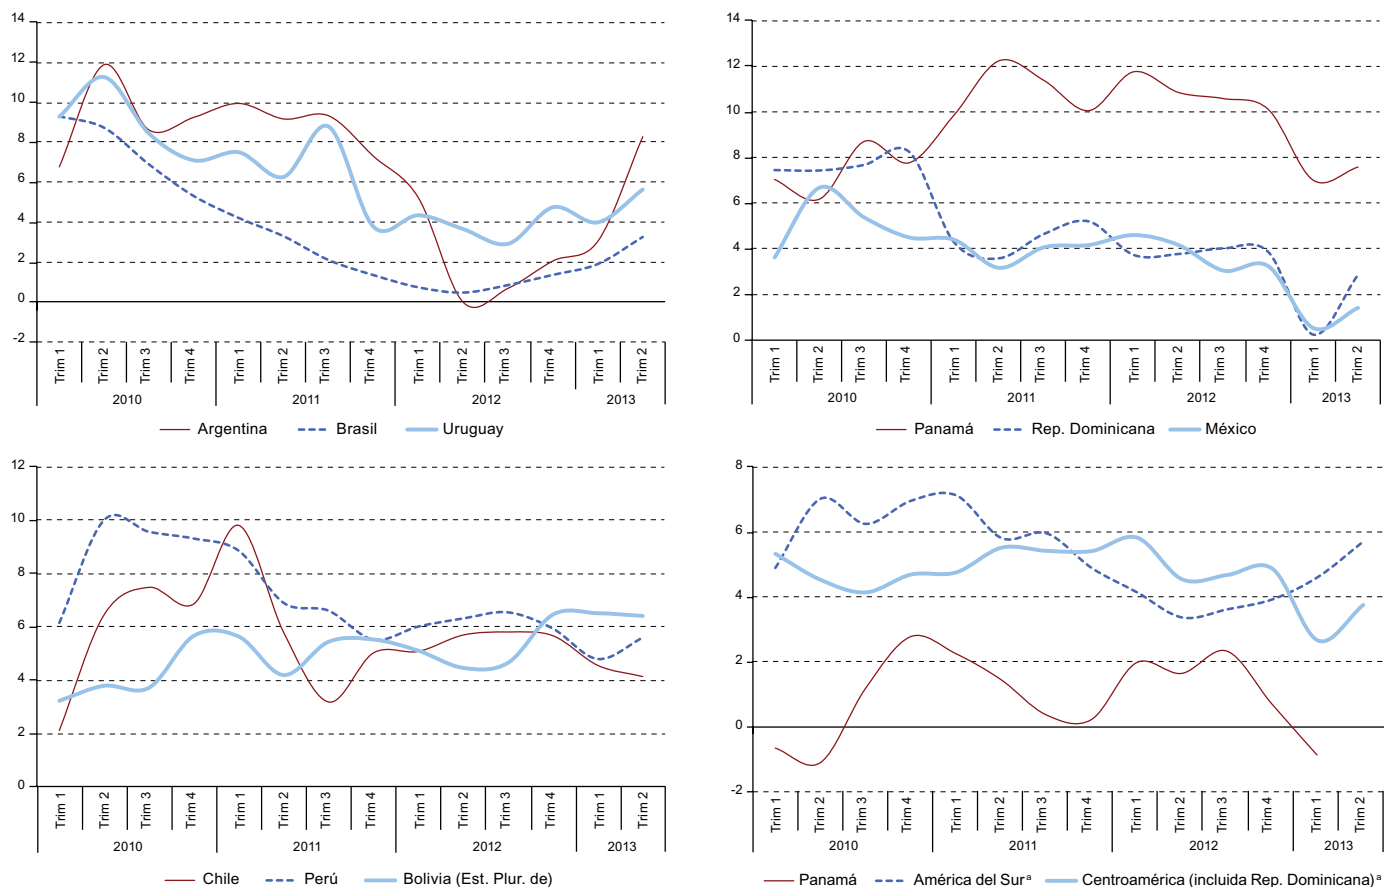 14
12
10
8
6
4
2
0
-2
Trim 1 Trim 2 Trim 3 Trim 4 Trim 1 Trim 2 Trim 3 Trim 4 Trim 1 Trim 2 Trim 3 Trim 4 Trim 1 Trim 2
2010 2011 2012 2013
Argentina Brasil Uruguay
14
12
10
8
6
4
2
0
Trim 1 Trim 2 Trim 3 Trim 4 Trim 1 Trim 2 Trim 3 Trim 4 Trim 1 Trim 2 Trim 3 Trim 4 Trim 1 Trim 2
2010 2011 2012 2013
Panamá Rep. Dominicana México
12
10
8
6
4
2
0
Trim 1 Trim 2 Trim 3 Trim 4 Trim 1 Trim 2 Trim 3 Trim 4 Trim 1 Trim 2 Trim 3 Trim 4 Trim 1 Trim 2
2010 2011 2012 2013
Chile Perú Bolivia (Est. Plur. de)
8
6
4
2
0
-2
Trim 1 Trim 2 Trim 3 Trim 4 Trim 1 Trim 2 Trim 3 Trim 4 Trim 1 Trim 2 Trim 3 Trim 4 Trim 1 Trim 2
2010 2011 2012 2013
Panamá América del Surª Centroamérica (incluida Rep. Dominicana)ª